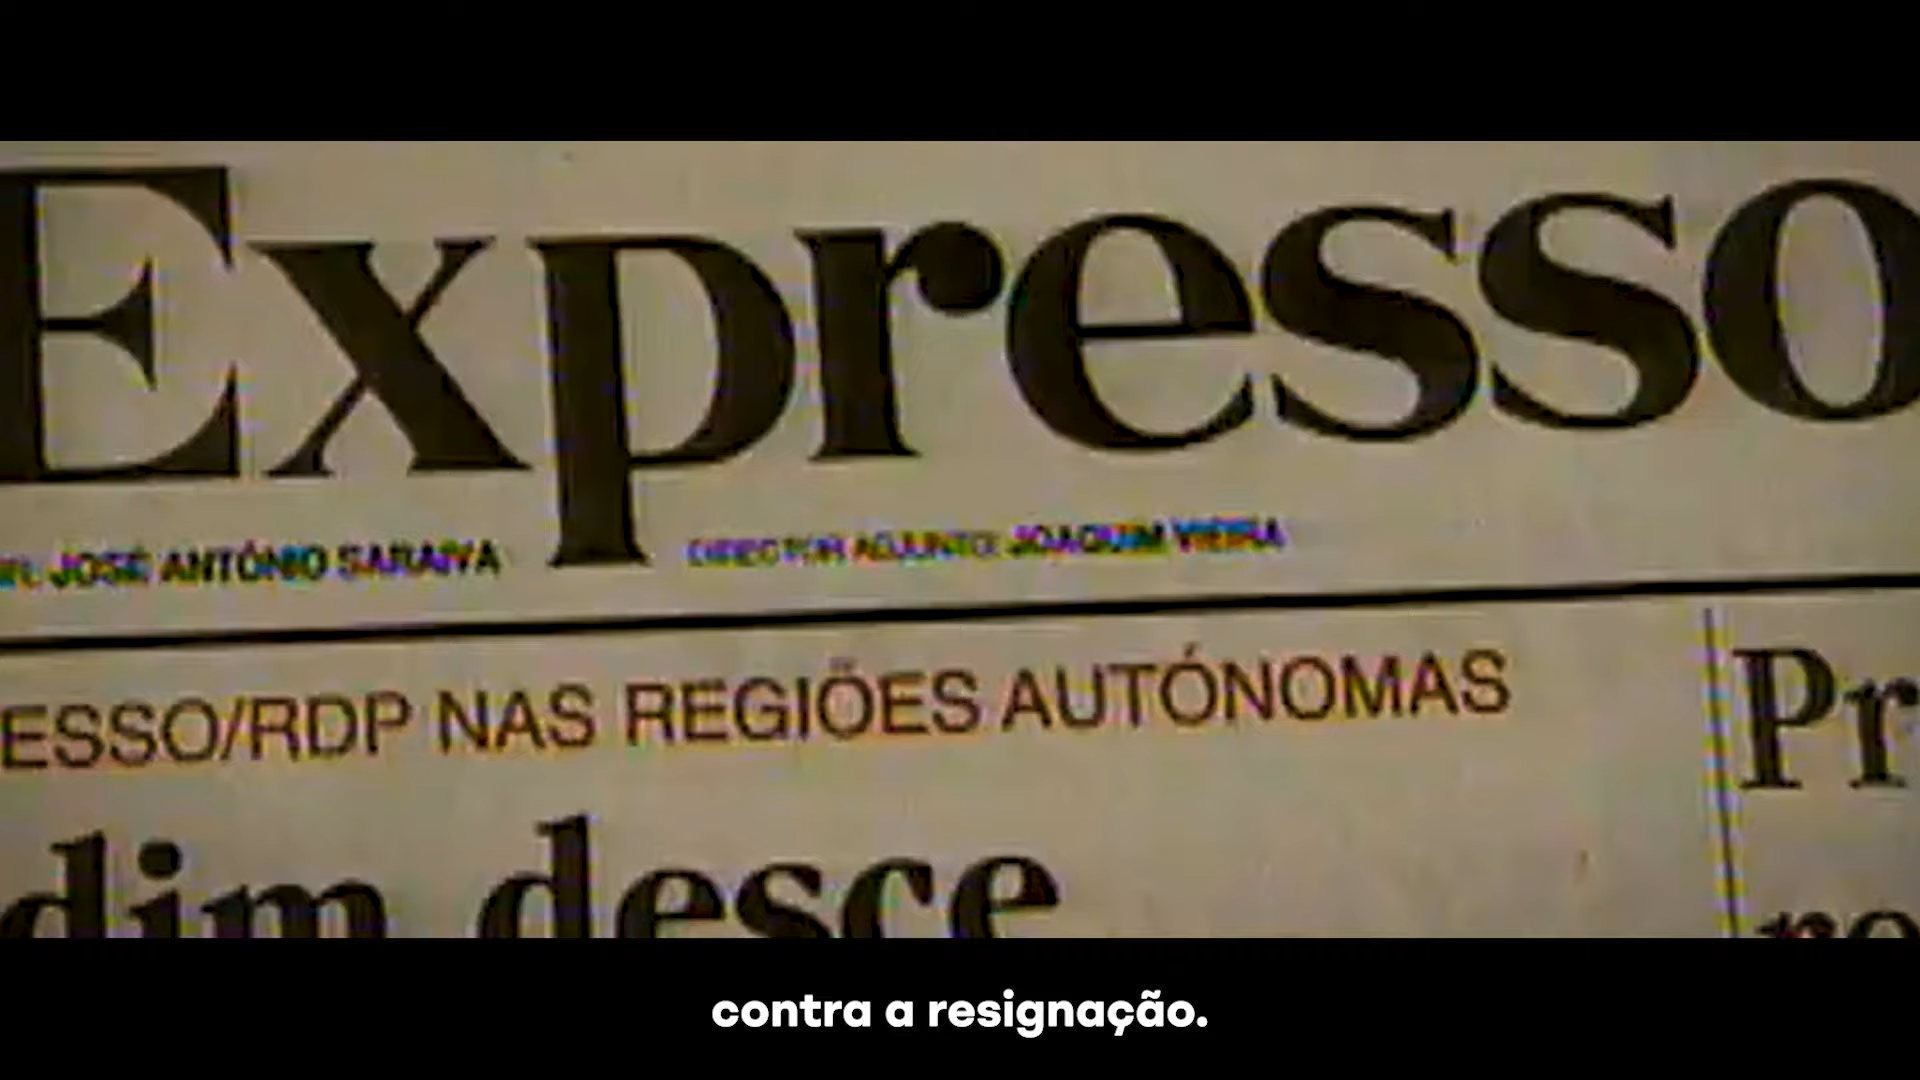 Expresso
JOSÉ ANTÓNIO SARAIVA DIRECTOR ADJUNTO: JOAQUIM VIEIRA
ESSO/RDP NAS REGIÕES AUTÓNOMAS
Pr
dim desce
contra a resignação.